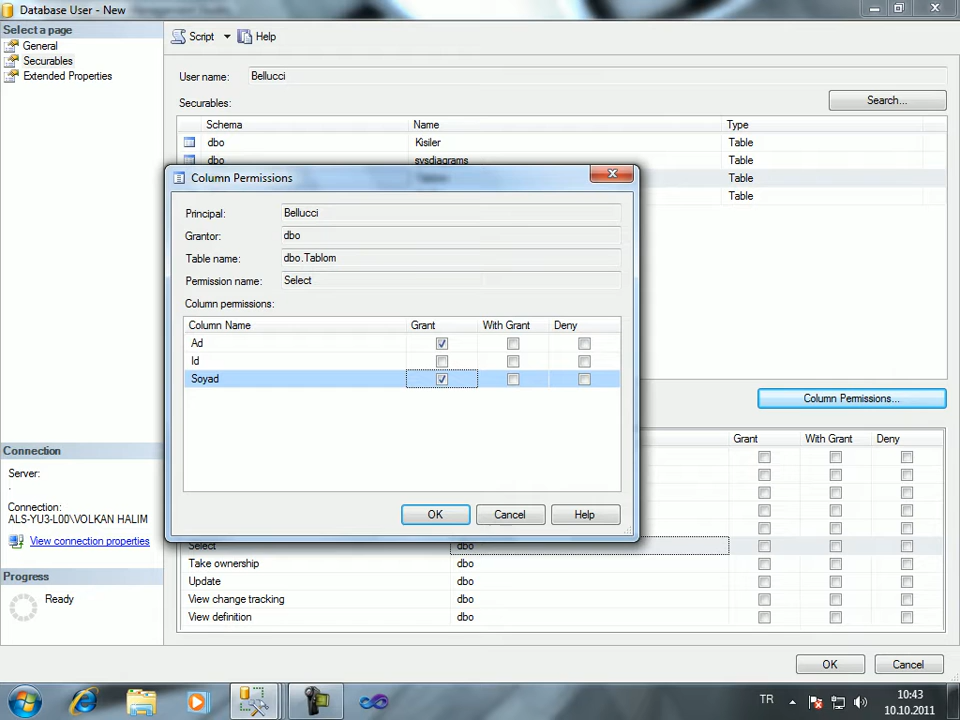 Database User - New
Select a page
General
Securables
Extended Properties
Script
Help
User name:
Bellucci
Securables:
Search...
Schema
Name
Type
dbo
Kisiler
Table
dbo
sysdiagrams
Table
Table
Table
Column Permissions
Principal:
Bellucci
Grantor:
dbo
Table name:
dbo.Tablom
Permission name:
Select
Column permissions:
Column Name
Grant
With Grant
Deny
Ad
Id
Soyad
OK
Cancel
Help
Column Permissions...
Grant
With Grant
Deny
Select
dbo
Take ownership
dbo
Update
dbo
View change tracking
dbo
View definition
dbo
Connection
Server:
.
Connection:
ALS-YU3-L00\VOLKAN HALIM
View connection properties
Progress
Ready
OK
Cancel
TR
10:43
10.10.2011